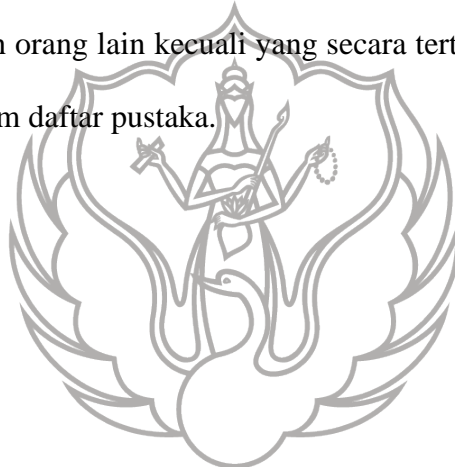 n orang lain kecuali yang secara tert
m daftar pustaka.